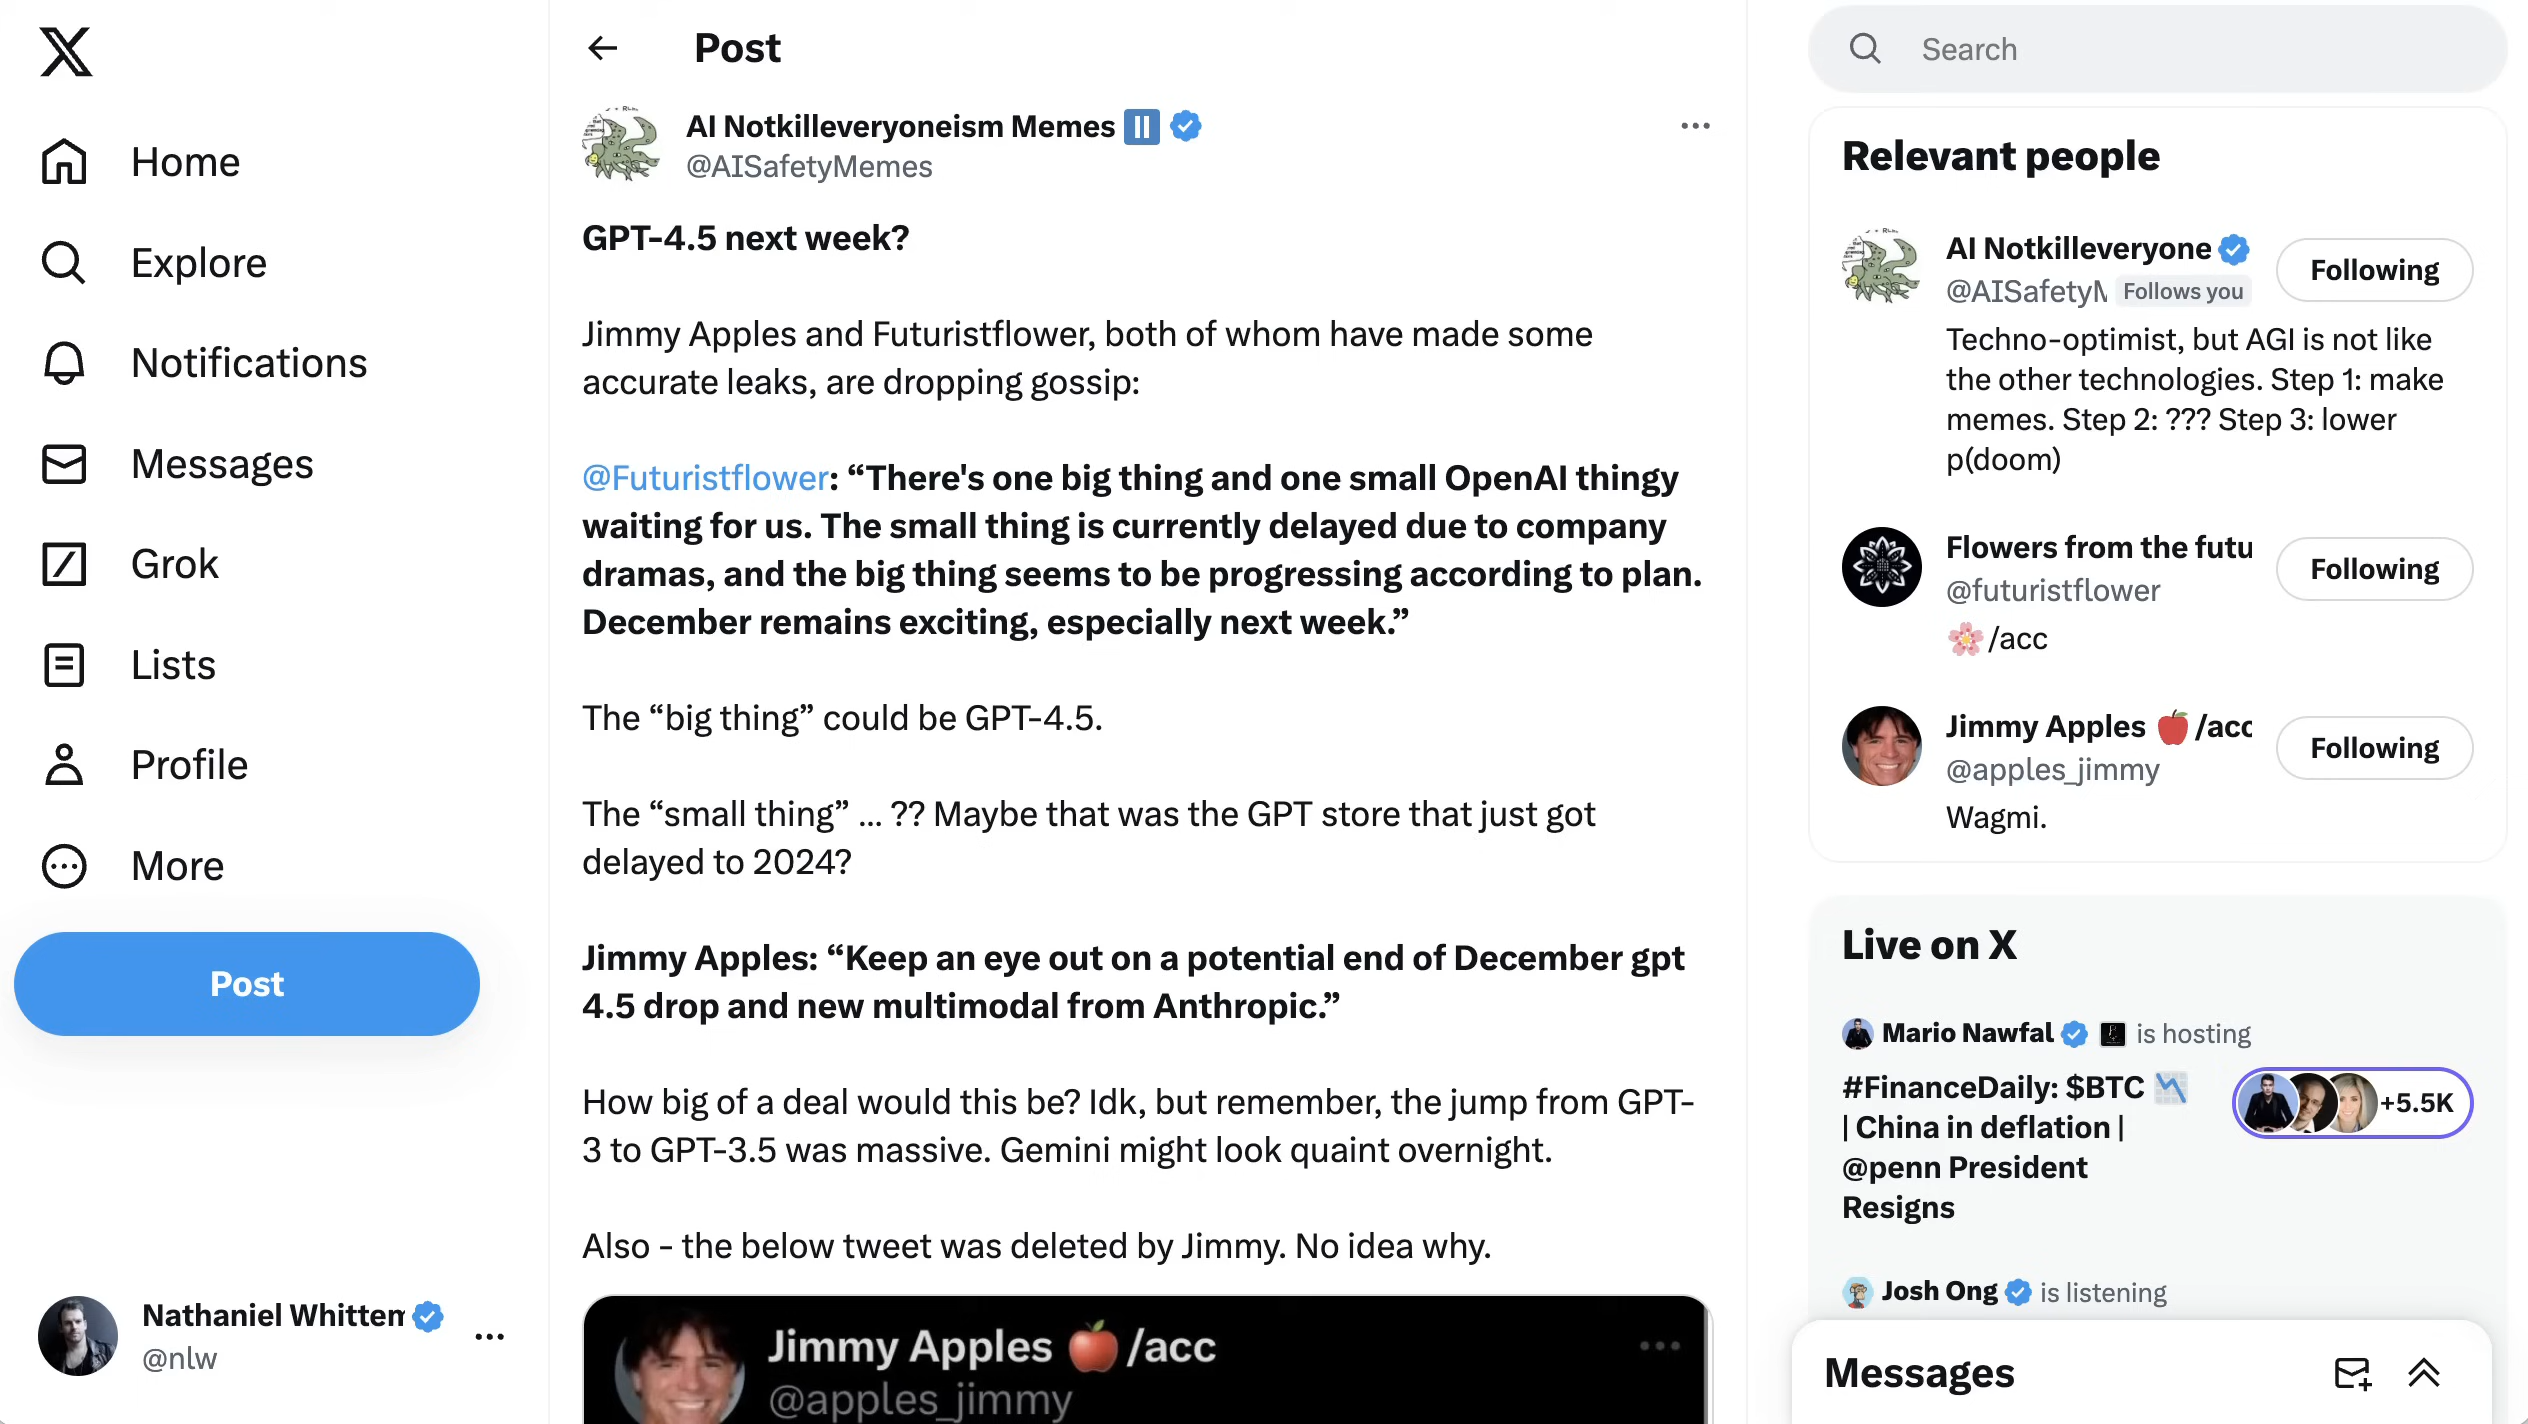 Home
Explore
Notifications
Messages
Grok
Lists
Profile
More
Post
Nathaniel Whittem
@nlw
Post
AI Notkilleveryoneism Memes
@AISafetyMemes
GPT-4.5 next week?
Jimmy Apples and Futuristflower, both of whom have made some
accurate leaks, are dropping gossip:
@Futuristflower: “There's one big thing and one small OpenAI thingy
waiting for us. The small thing is currently delayed due to company
dramas, and the big thing seems to be progressing according to plan.
December remains exciting, especially next week.”
The “big thing” could be GPT-4.5.
The “small thing” ... ?? Maybe that was the GPT store that just got
delayed to 2024?
Jimmy Apples: “Keep an eye out on a potential end of December gpt
4.5 drop and new multimodal from Anthropic.”
How big of a deal would this be? Idk, but remember, the jump from GPT-
3 to GPT-3.5 was massive. Gemini might look quaint overnight.
Also - the below tweet was deleted by Jimmy. No idea why.
Jimmy Apples 🍎/acc
@apples_jimmy
Search
Relevant people
AI Notkilleveryone
@AISafetyM Follows you
Following
Techno-optimist, but AGI is not like
the other technologies. Step 1: make
memes. Step 2: ??? Step 3: lower
p(doom)
Flowers from the futu
@futuristflower
Following
🌸/acc
Jimmy Apples 🍎/acc
@apples_jimmy
Following
Wagmi.
Live on X
Mario Nawfal is hosting
#FinanceDaily: $BTC 📉
| China in deflation |
@penn President
Resigns
+5.5K
Josh Ong is listening
Messages